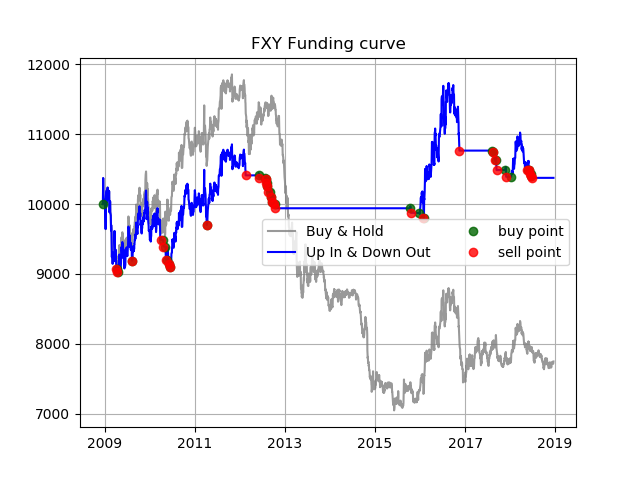 FXY Funding curve
12000
11000
10000
9000
8000
7000
Buy & Hold
Up In & Down Out
buy point
sell point
2009 2011 2013 2015 2017 2019